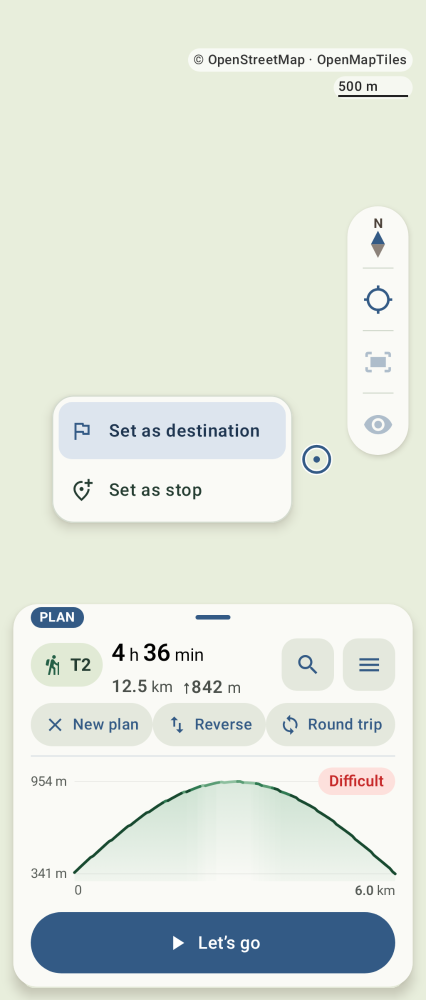 © OpenStreetMap · OpenMapTiles
500 m
N
Set as destination
Set as stop
PLAN
T2
4 h 36 min
12.5 km ↑842 m
New plan
Reverse
Round trip
954 m
Difficult
341 m
0
6.0 km
Let’s go